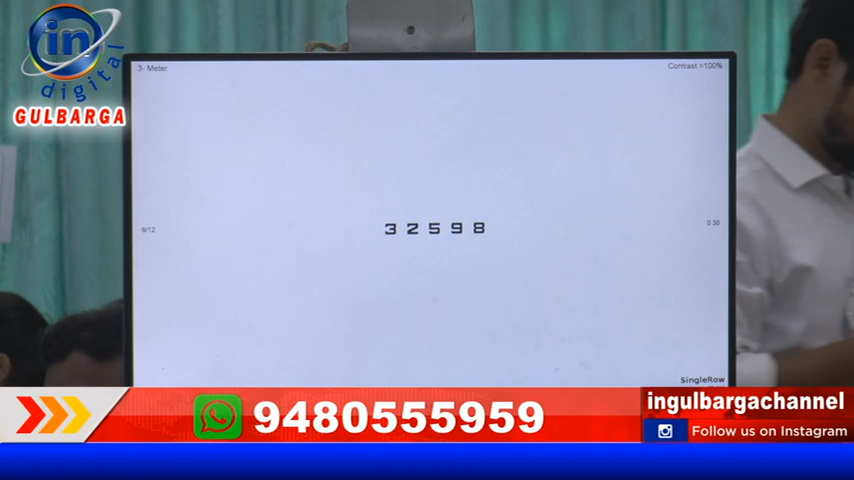 in
digital
GULBARGA
3- Meter
Contrast =100%
6/12
3 2 5 9 8
0.30
SingleRow
9480555959
ingulbargachannel
Follow us on Instagram